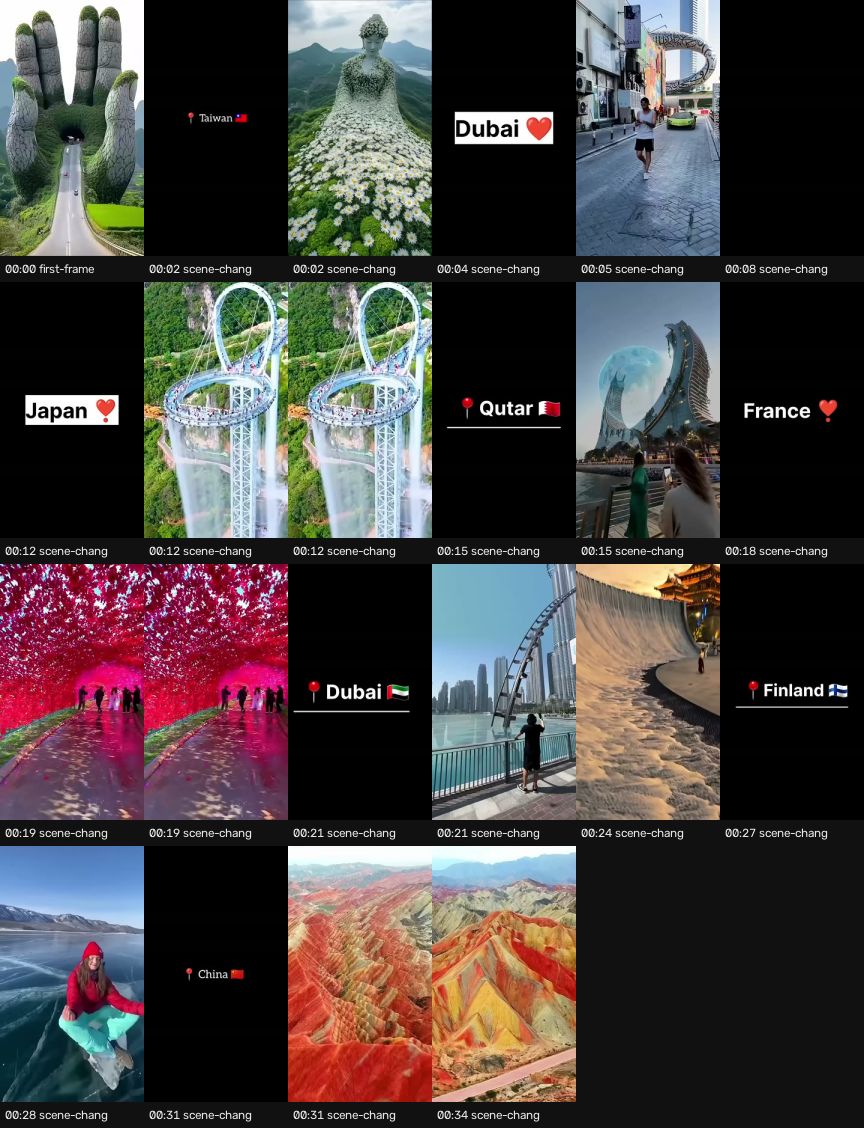 00:00 first-frame
📍 Taiwan 🇹🇼
00:02 scene-chang
00:02 scene-chang
Dubai ❤️
00:04 scene-chang
00:05 scene-chang
00:08 scene-chang
Japan ❣️
00:12 scene-chang
00:12 scene-chang
00:12 scene-chang
📍Qutar 🇧🇭
00:15 scene-chang
00:15 scene-chang
France ❣️
00:18 scene-chang
00:19 scene-chang
00:19 scene-chang
📍Dubai 🇦🇪
00:21 scene-chang
00:21 scene-chang
00:24 scene-chang
📍Finland 🇫🇮
00:27 scene-chang
00:28 scene-chang
📍 China 🇨🇳
00:31 scene-chang
00:31 scene-chang
00:34 scene-chang